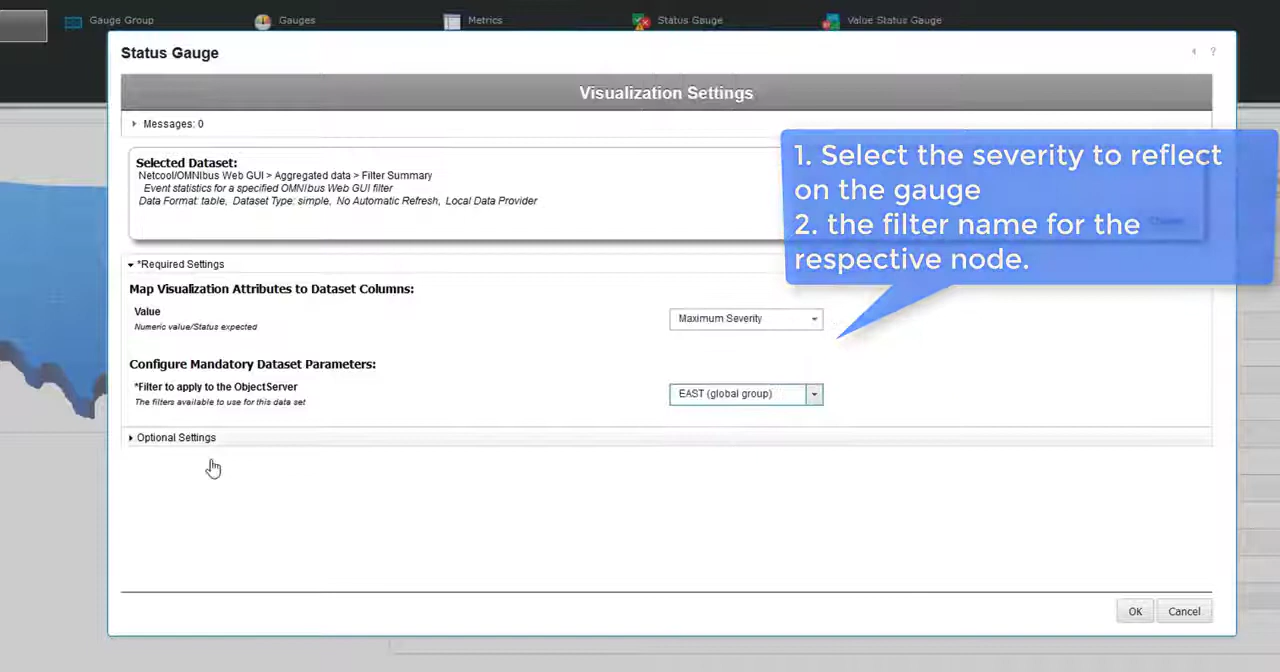 Gauge Group
Gauges
Metrics
Status Gauge
Value Status Gauge
Status Gauge
?
Visualization Settings
Messages: 0
Selected Dataset:
Netcool/OMNIbus Web GUI > Aggregated data > Filter Summary
Event statistics for a specified OMNIbus Web GUI filter
Data Format: table, Dataset Type: simple, No Automatic Refresh, Local Data Provider
1. Select the severity to reflect
on the gauge
2. the filter name for the
respective node.
*Required Settings
Map Visualization Attributes to Dataset Columns:
Value
Numeric value/Status expected
Maximum Severity
Configure Mandatory Dataset Parameters:
*Filter to apply to the ObjectServer
The filters available to use for this data set
EAST (global group)
Optional Settings
OK
Cancel